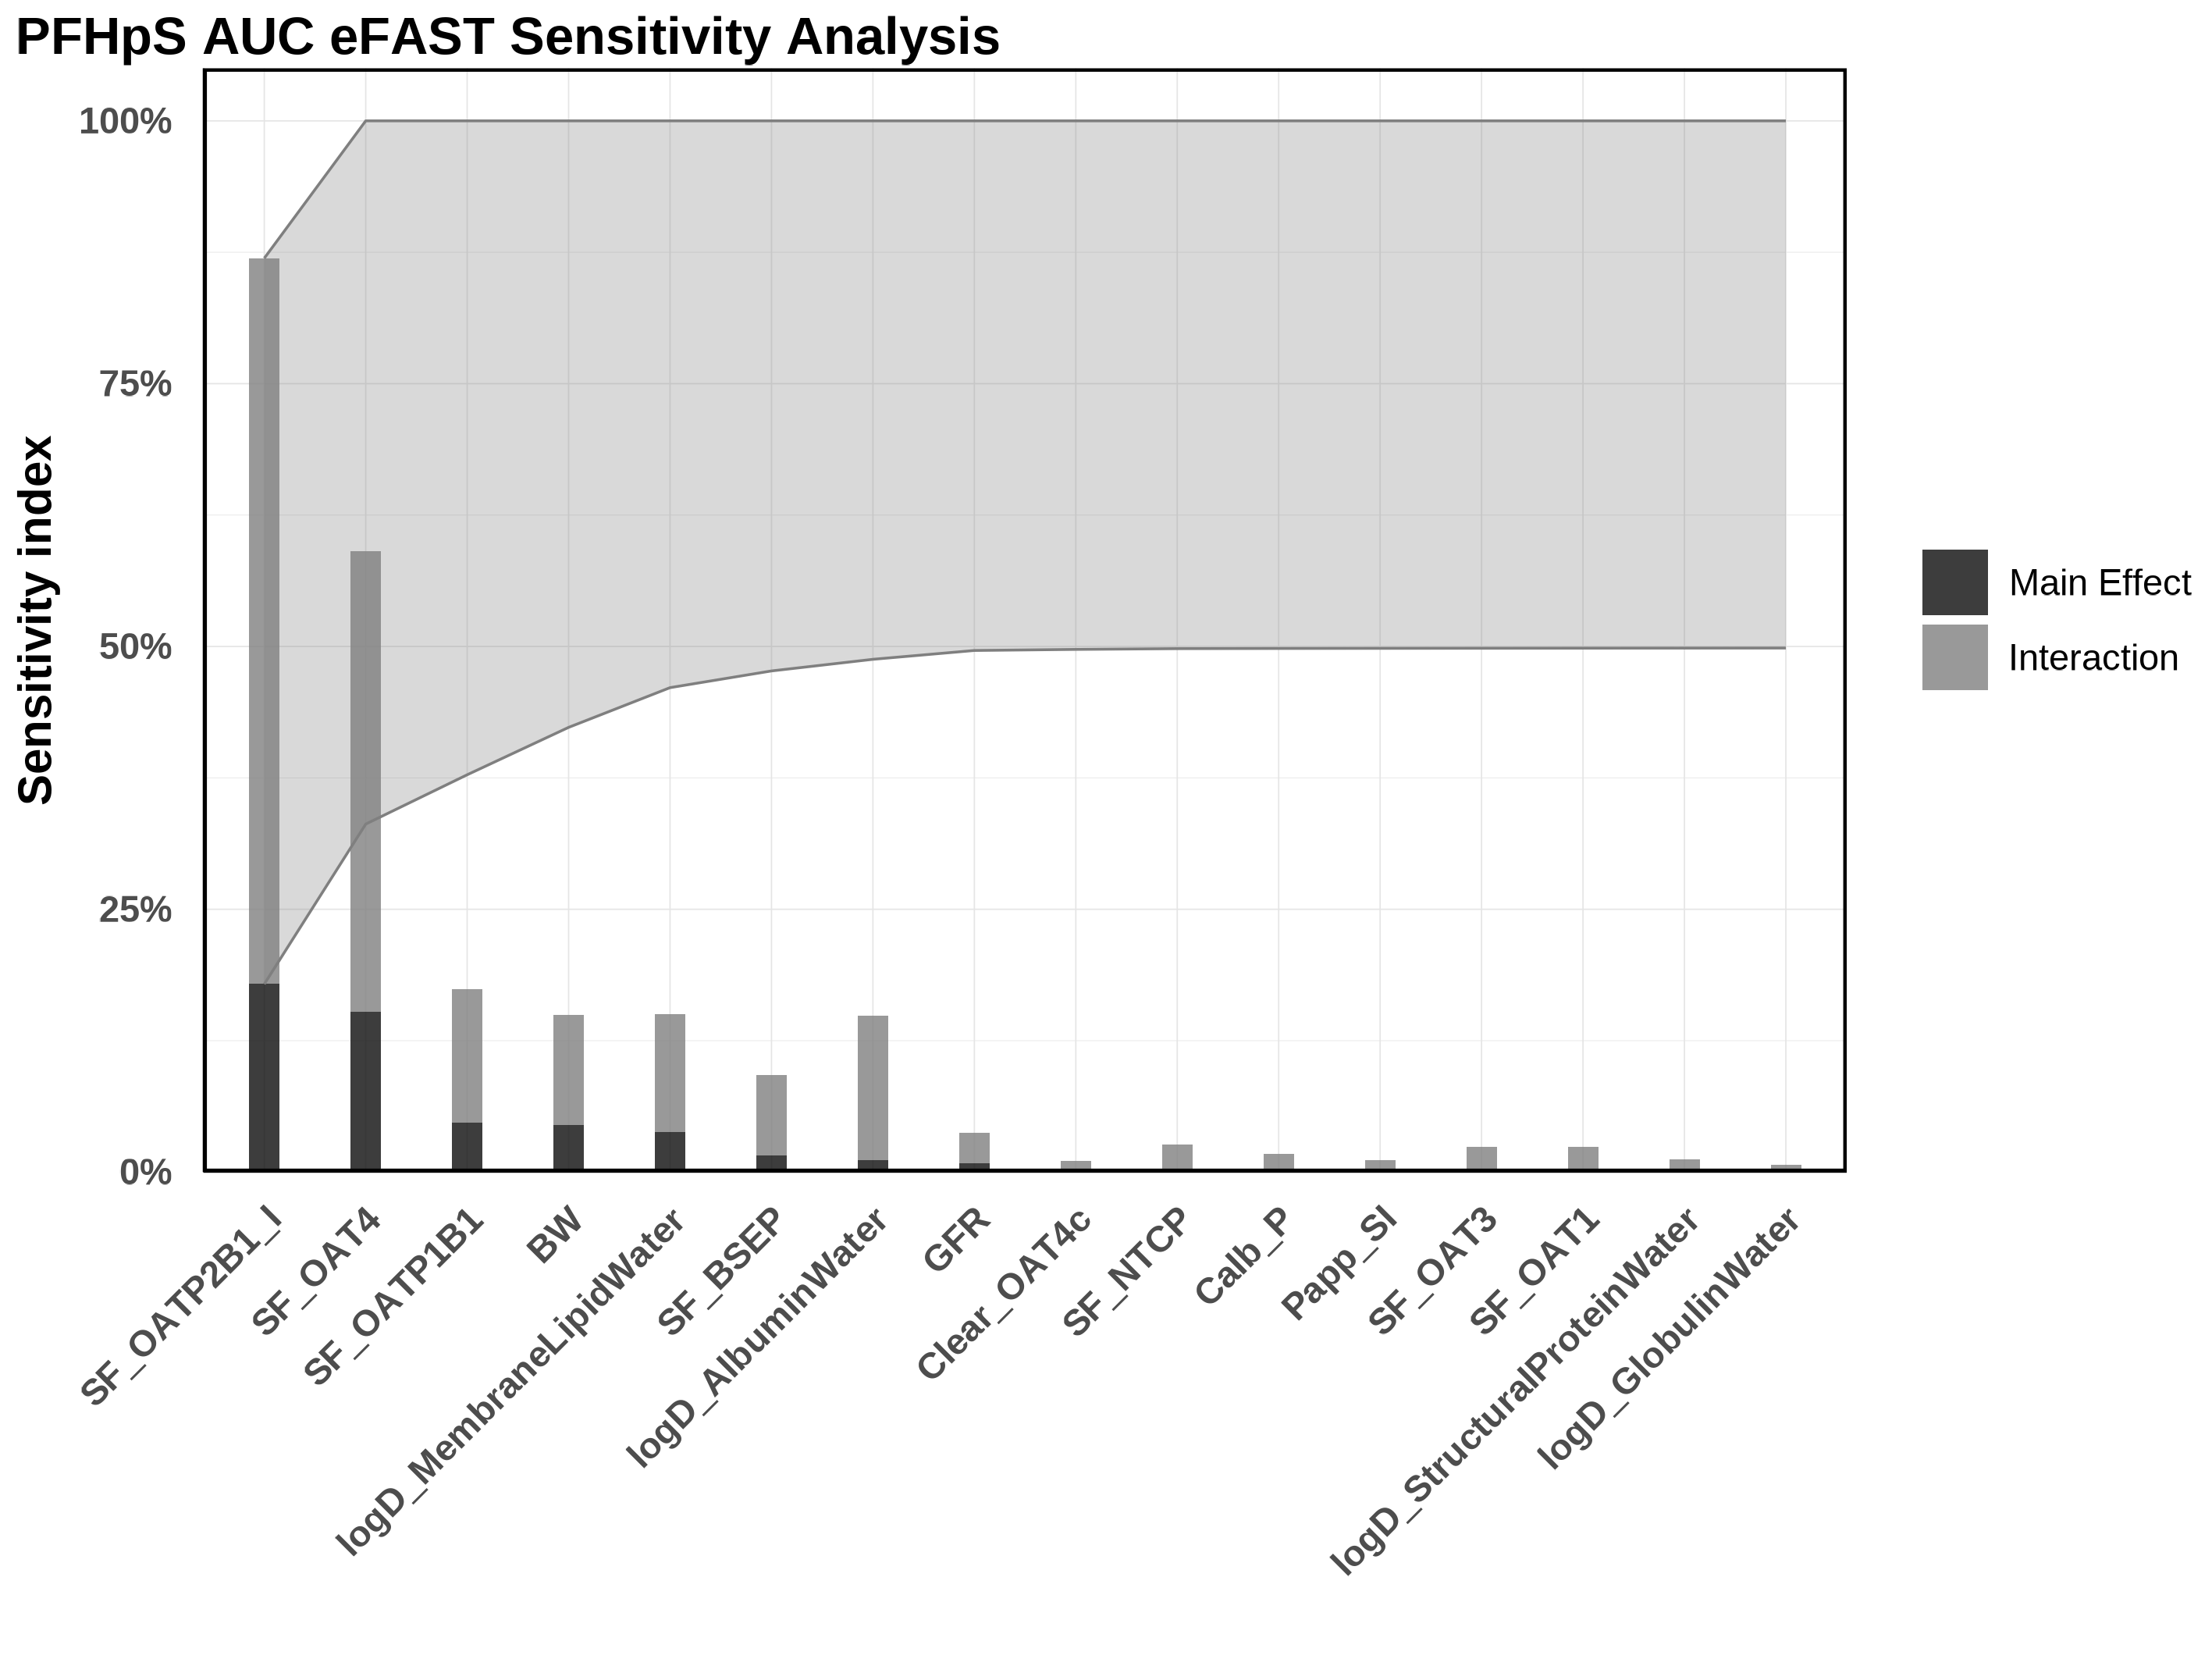 PFHpS AUC eFAST Sensitivity Analysis
Sensitivity index
100%
75%
50%
25%
0%
SF_OATP2B1_I
SF_OAT4
SF_OATP1B1
BW
logD_MembraneLipidWater
SF_BSEP
logD_AlbuminWater
GFR
Clear_OAT4c
SF_NTCP
Calb_P
Papp_SI
SF_OAT3
SF_OAT1
logD_StructuralProteinWater
logD_GlobulinWater
Main Effect
Interaction